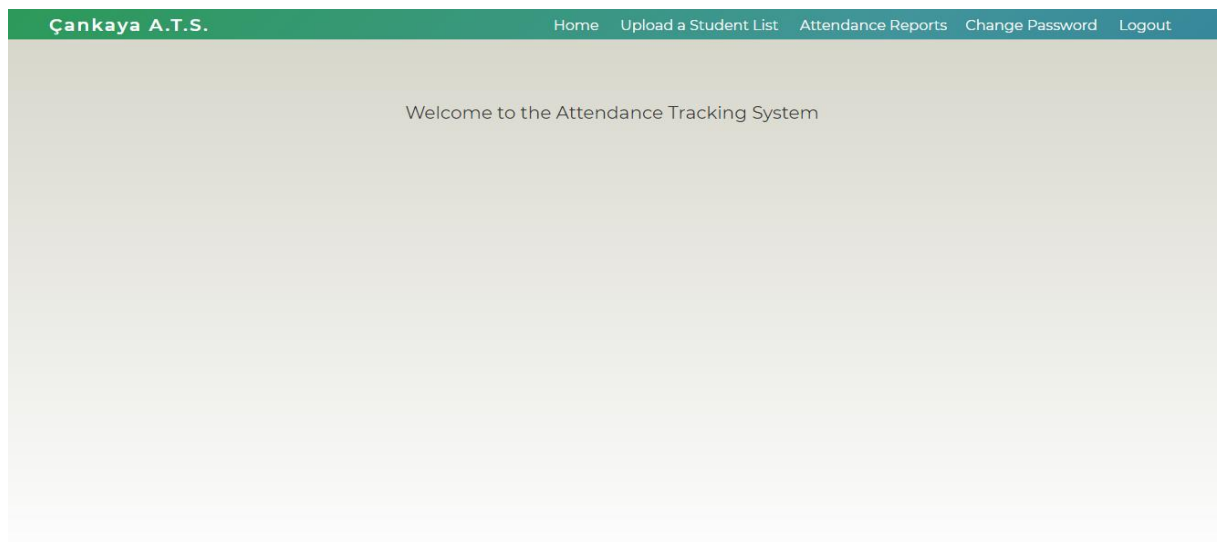 Çankaya A.T.S. Home Upload a Student List Attendance Reports Change Password Logout
Welcome to the Attendance Tracking System